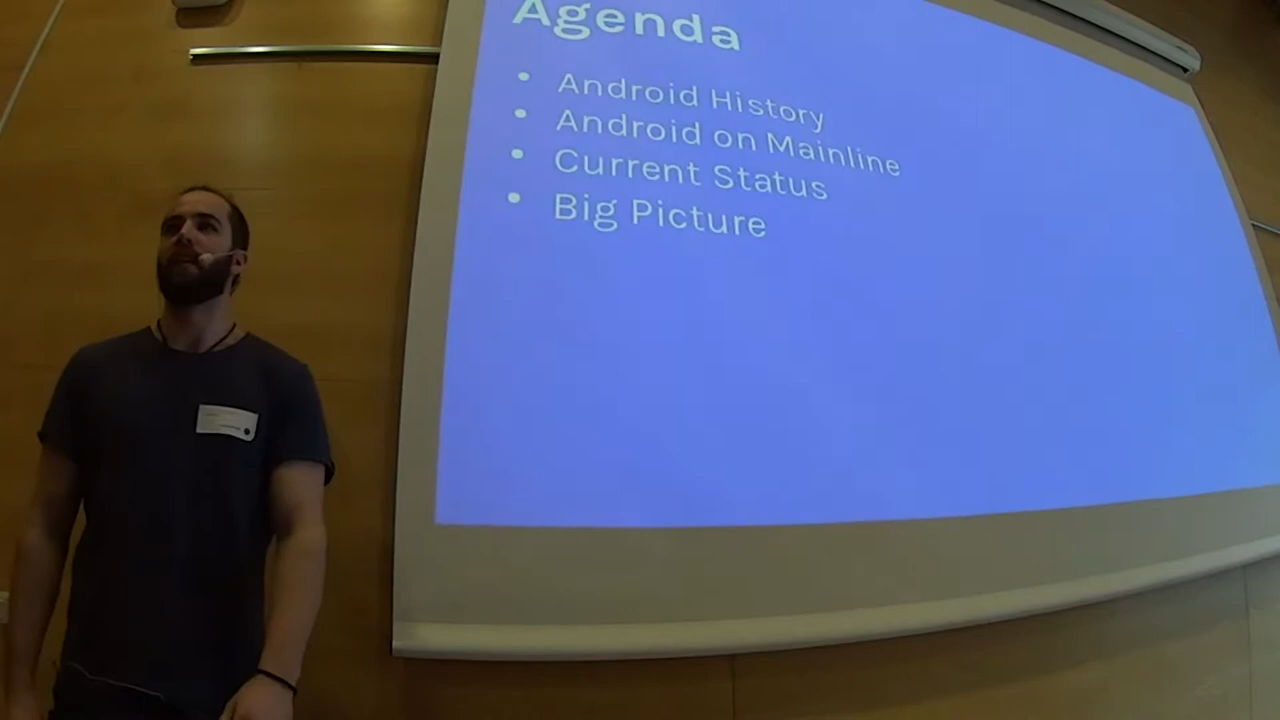 Agenda
• Android History
• Android on Mainline
• Current Status
• Big Picture